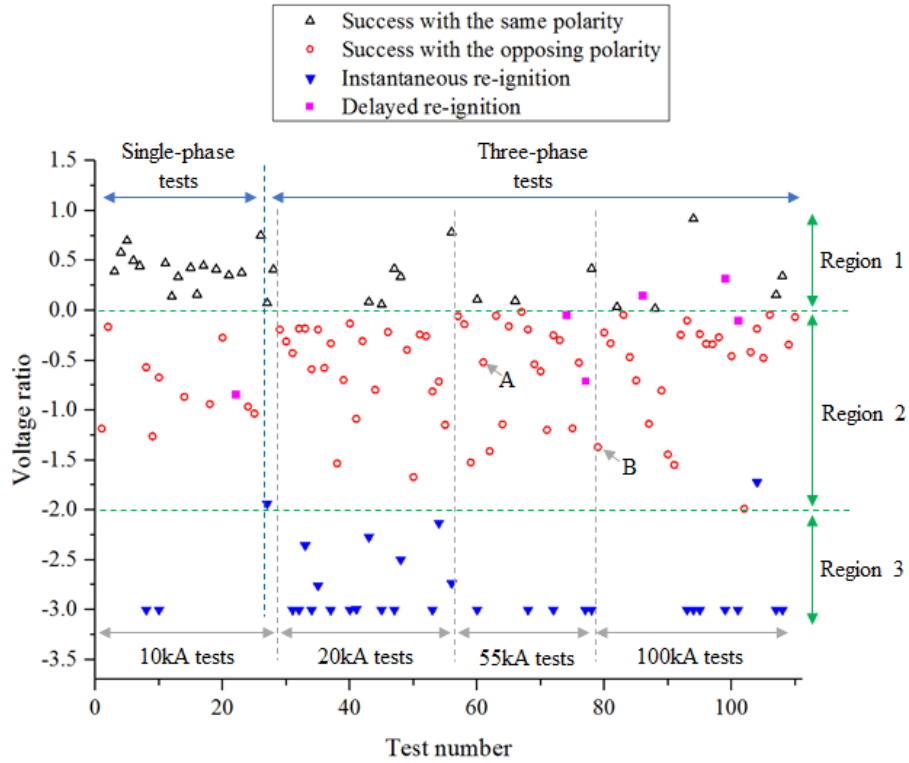 Success with the same polarity
Success with the opposing polarity
Instantaneous re-ignition
Delayed re-ignition
Single-phase
tests
Three-phase
tests
1.5
1.0
0.5
0.0
-0.5
-1.0
-1.5
-2.0
-2.5
-3.0
-3.5
Voltage ratio
A
B
Region 1
Region 2
Region 3
10kA tests
20kA tests
55kA tests
100kA tests
0
20
40
60
80
100
Test number